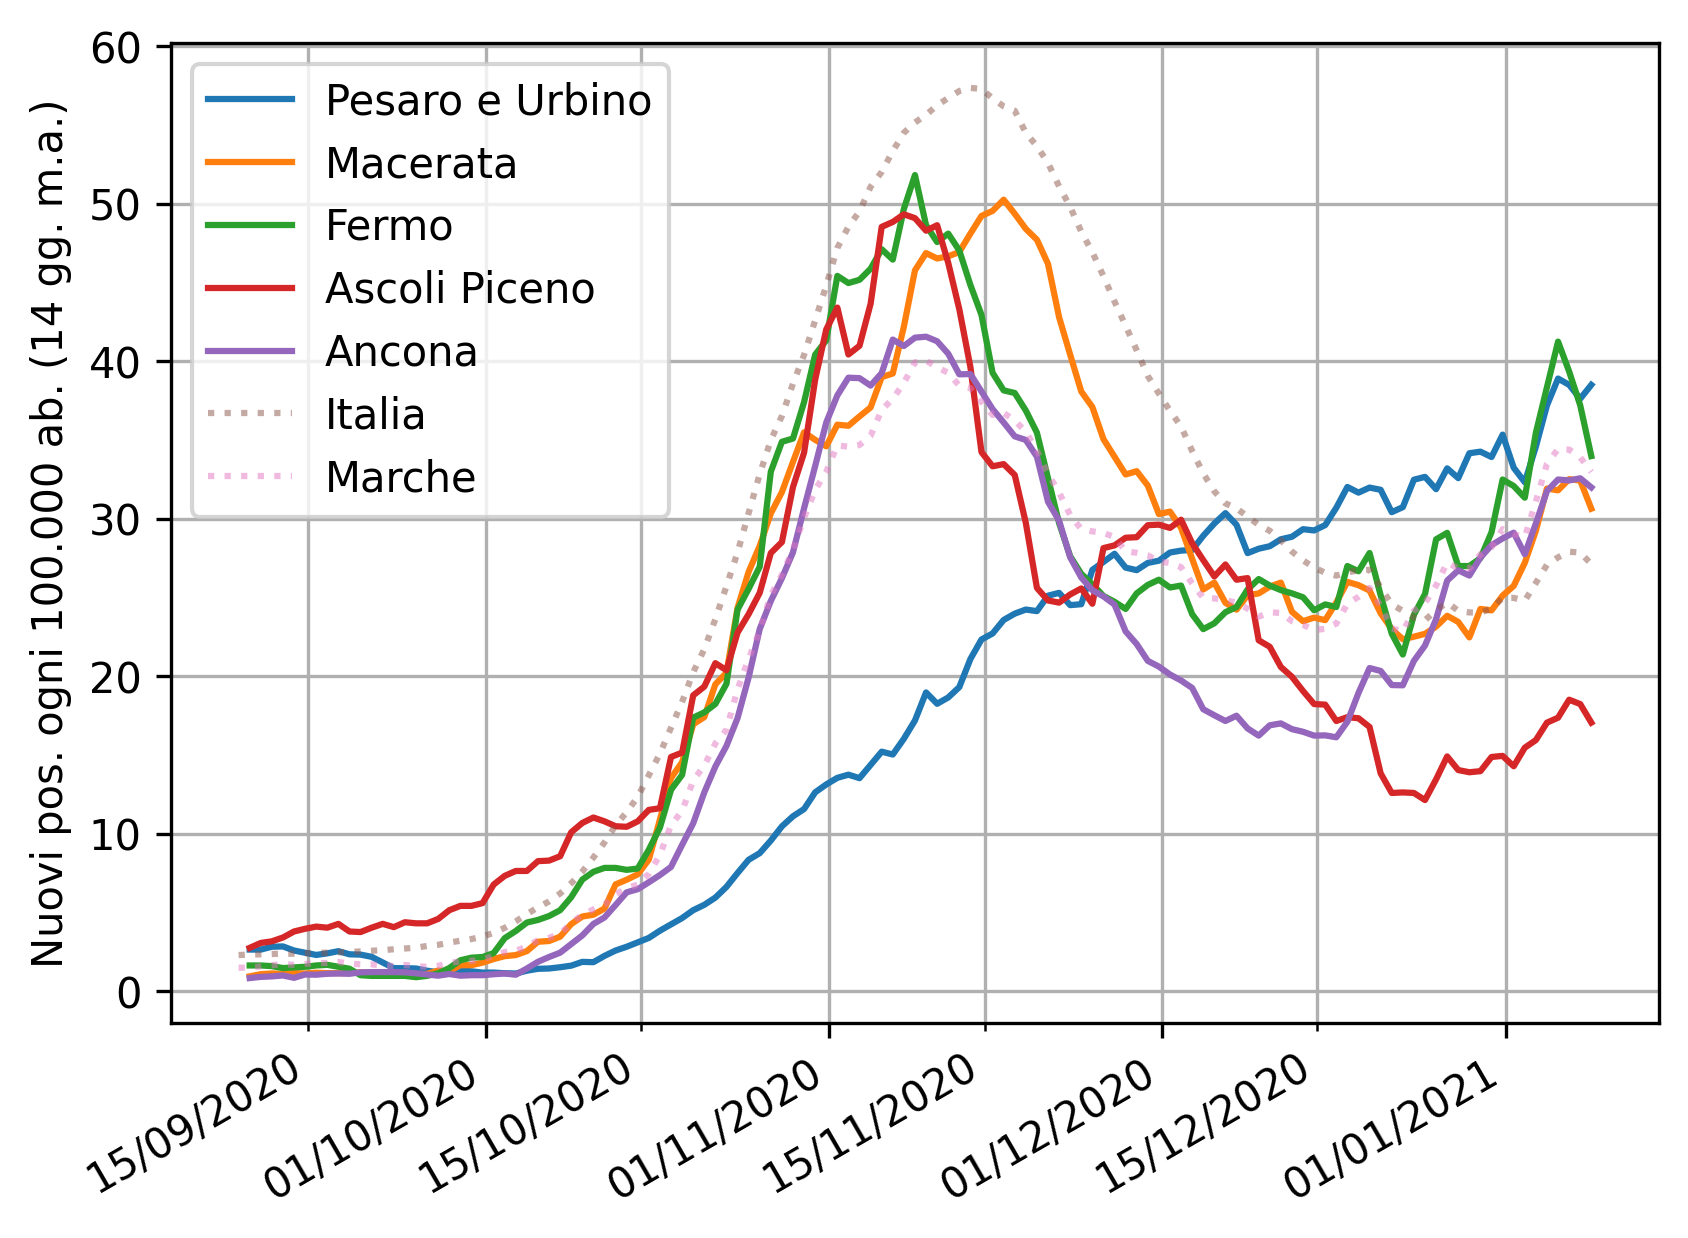 Nuovi pos. ogni 100.000 ab. (14 gg. m.a.)
60
50
40
30
20
10
0
Pesaro e Urbino
Macerata
Fermo
Ascoli Piceno
Ancona
Italia
Marche
15/09/2020
01/10/2020
15/10/2020
01/11/2020
15/11/2020
01/12/2020
15/12/2020
01/01/2021